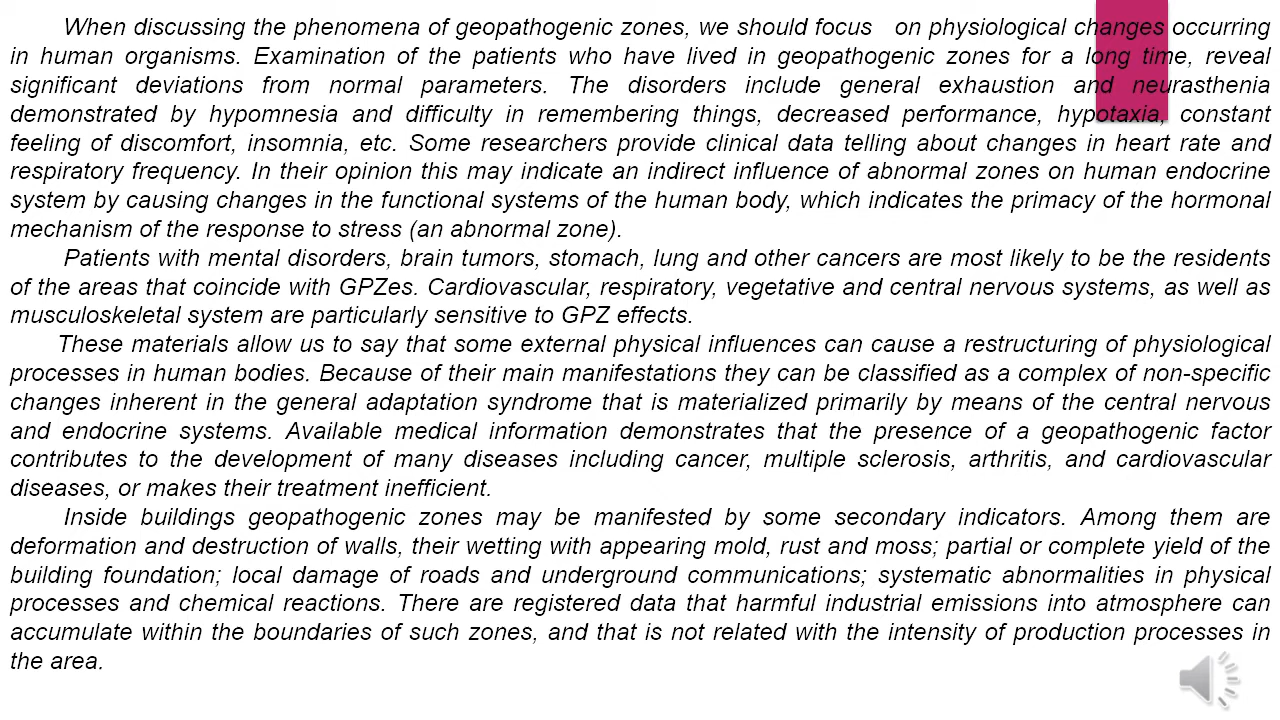 When discussing the phenomena of geopathogenic zones, we should focus on physiological changes occurring
in human organisms. Examination of the patients who have lived in geopathogenic zones for a long time, reveal
significant deviations from normal parameters. The disorders include general exhaustion and neurasthenia
demonstrated by hypomnesia and difficulty in remembering things, decreased performance, hypotaxia, constant
feeling of discomfort, insomnia, etc. Some researchers provide clinical data telling about changes in heart rate and
respiratory frequency. In their opinion this may indicate an indirect influence of abnormal zones on human endocrine
system by causing changes in the functional systems of the human body, which indicates the primacy of the hormonal
mechanism of the response to stress (an abnormal zone).
Patients with mental disorders, brain tumors, stomach, lung and other cancers are most likely to be the residents
of the areas that coincide with GPZes. Cardiovascular, respiratory, vegetative and central nervous systems, as well as
musculoskeletal system are particularly sensitive to GPZ effects.
These materials allow us to say that some external physical influences can cause a restructuring of physiological
processes in human bodies. Because of their main manifestations they can be classified as a complex of non-specific
changes inherent in the general adaptation syndrome that is materialized primarily by means of the central nervous
and endocrine systems. Available medical information demonstrates that the presence of a geopathogenic factor
contributes to the development of many diseases including cancer, multiple sclerosis, arthritis, and cardiovascular
diseases, or makes their treatment inefficient.
Inside buildings geopathogenic zones may be manifested by some secondary indicators. Among them are
deformation and destruction of walls, their wetting with appearing mold, rust and moss; partial or complete yield of the
building foundation; local damage of roads and underground communications; systematic abnormalities in physical
processes and chemical reactions. There are registered data that harmful industrial emissions into atmosphere can
accumulate within the boundaries of such zones, and that is not related with the intensity of production processes in
the area.